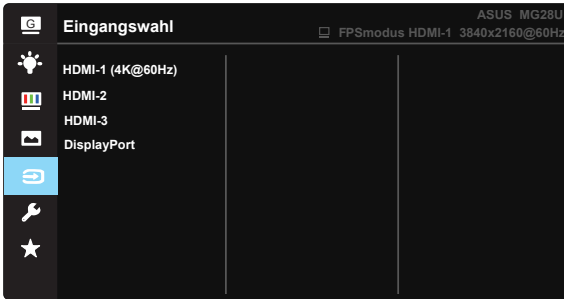 G
Eingangswahl
ASUS MG28U
FPSmodus HDMI-1 3840x2160@60Hz
HDMI-1 (4K@60Hz)
HDMI-2
HDMI-3
DisplayPort